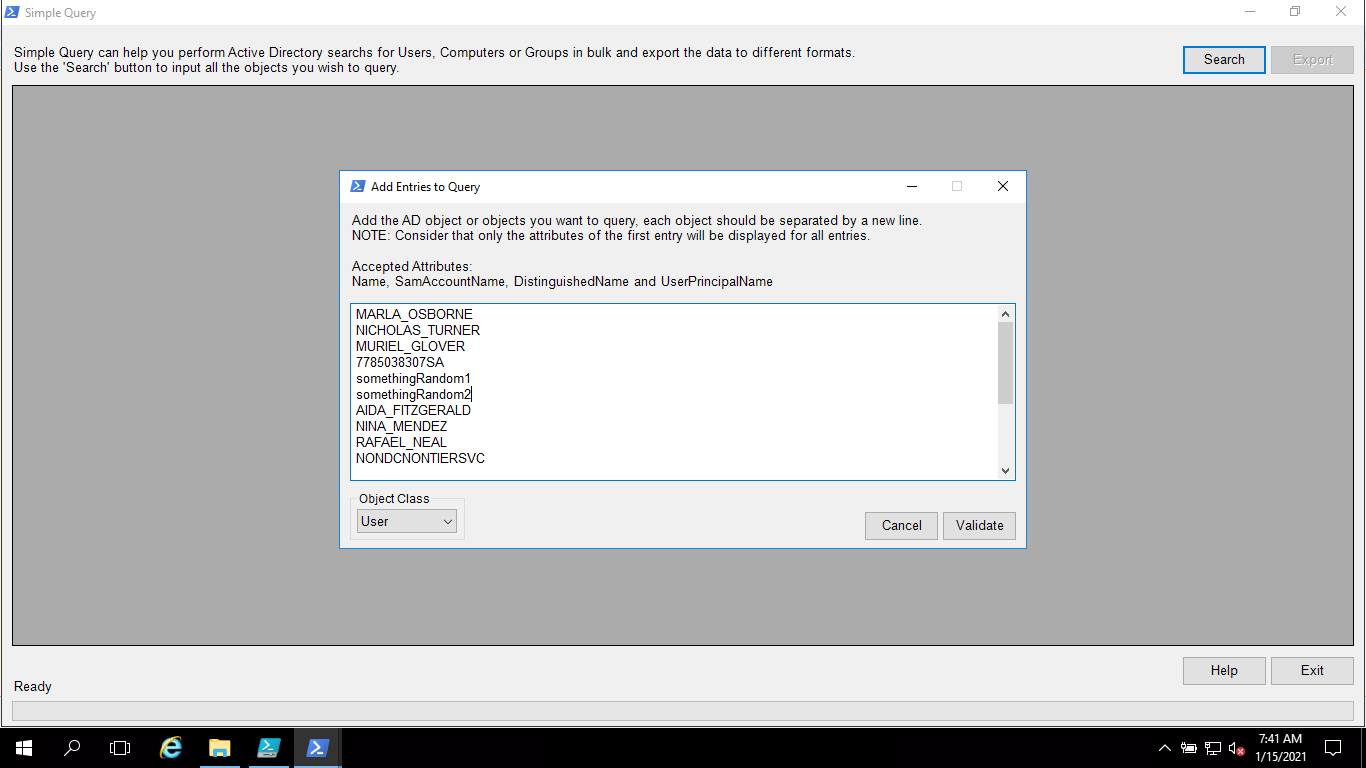 Simple Query
Simple Query can help you perform Active Directory searchs for Users, Computers or Groups in bulk and export the data to different formats.
Use the 'Search' button to input all the objects you wish to query.
Search
Export
Add Entries to Query
Add the AD object or objects you want to query, each object should be separated by a new line.
NOTE: Consider that only the attributes of the first entry will be displayed for all entries.
Accepted Attributes:
Name, SamAccountName, DistinguishedName and UserPrincipalName
MARLA_OSBORNE
NICHOLAS_TURNER
MURIEL_GLOVER
7785038307SA
somethingRandom1
somethingRandom2
AIDA_FITZGERALD
NINA_MENDEZ
RAFAEL_NEAL
NONDCNONTIERSVC
Object Class
User
Cancel
Validate
Help
Exit
Ready
7:41 AM
1/15/2021